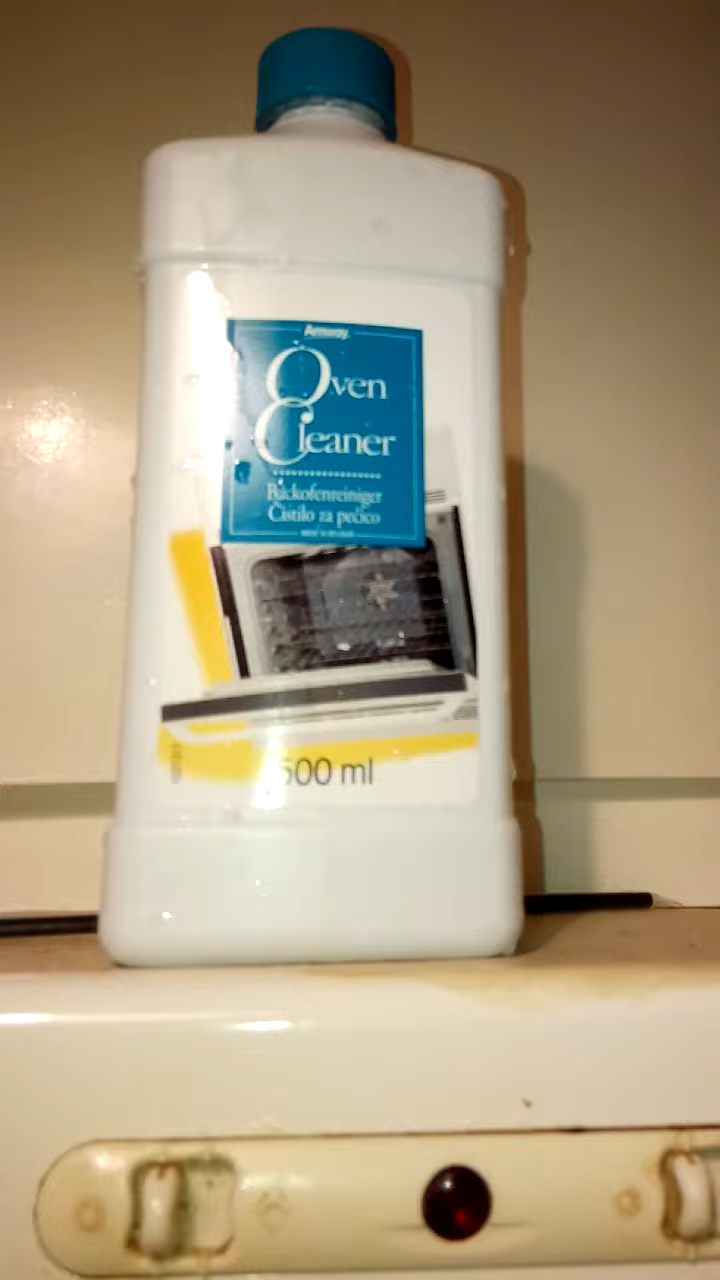 Amway
Oven
Cleaner
Backofenreiniger
Čistilo za pečico
500 ml